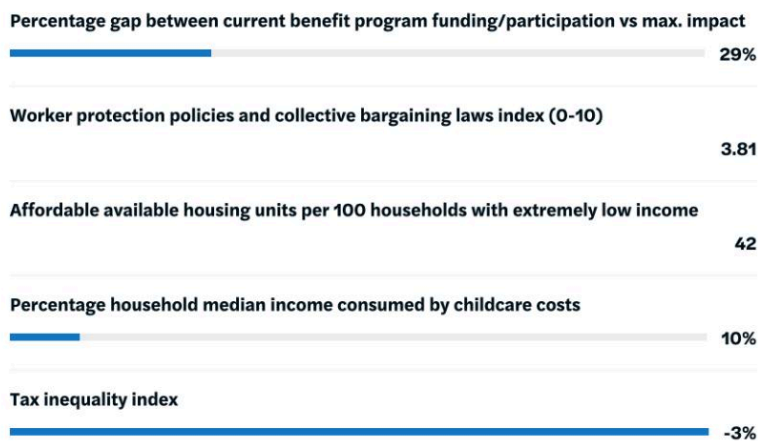 Percentage gap between current benefit program funding/participation vs max. impact
29%
Worker protection policies and collective bargaining laws index (0-10)
3.81
Affordable available housing units per 100 households with extremely low income
42
Percentage household median income consumed by childcare costs
10%
Tax inequality index
-3%